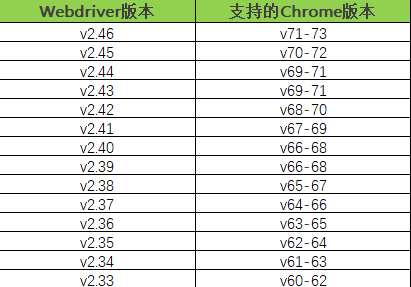 Webdriver版本 支持的Chrome版本
v2.46 v71-73
v2.45 v70-72
v2.44 v69-71
v2.43 v69-71
v2.42 v68-70
v2.41 v67-69
v2.40 v66-68
v2.39 v66-68
v2.38 v65-67
v2.37 v64-66
v2.36 v63-65
v2.35 v62-64
v2.34 v61-63
v2.33 v60-62